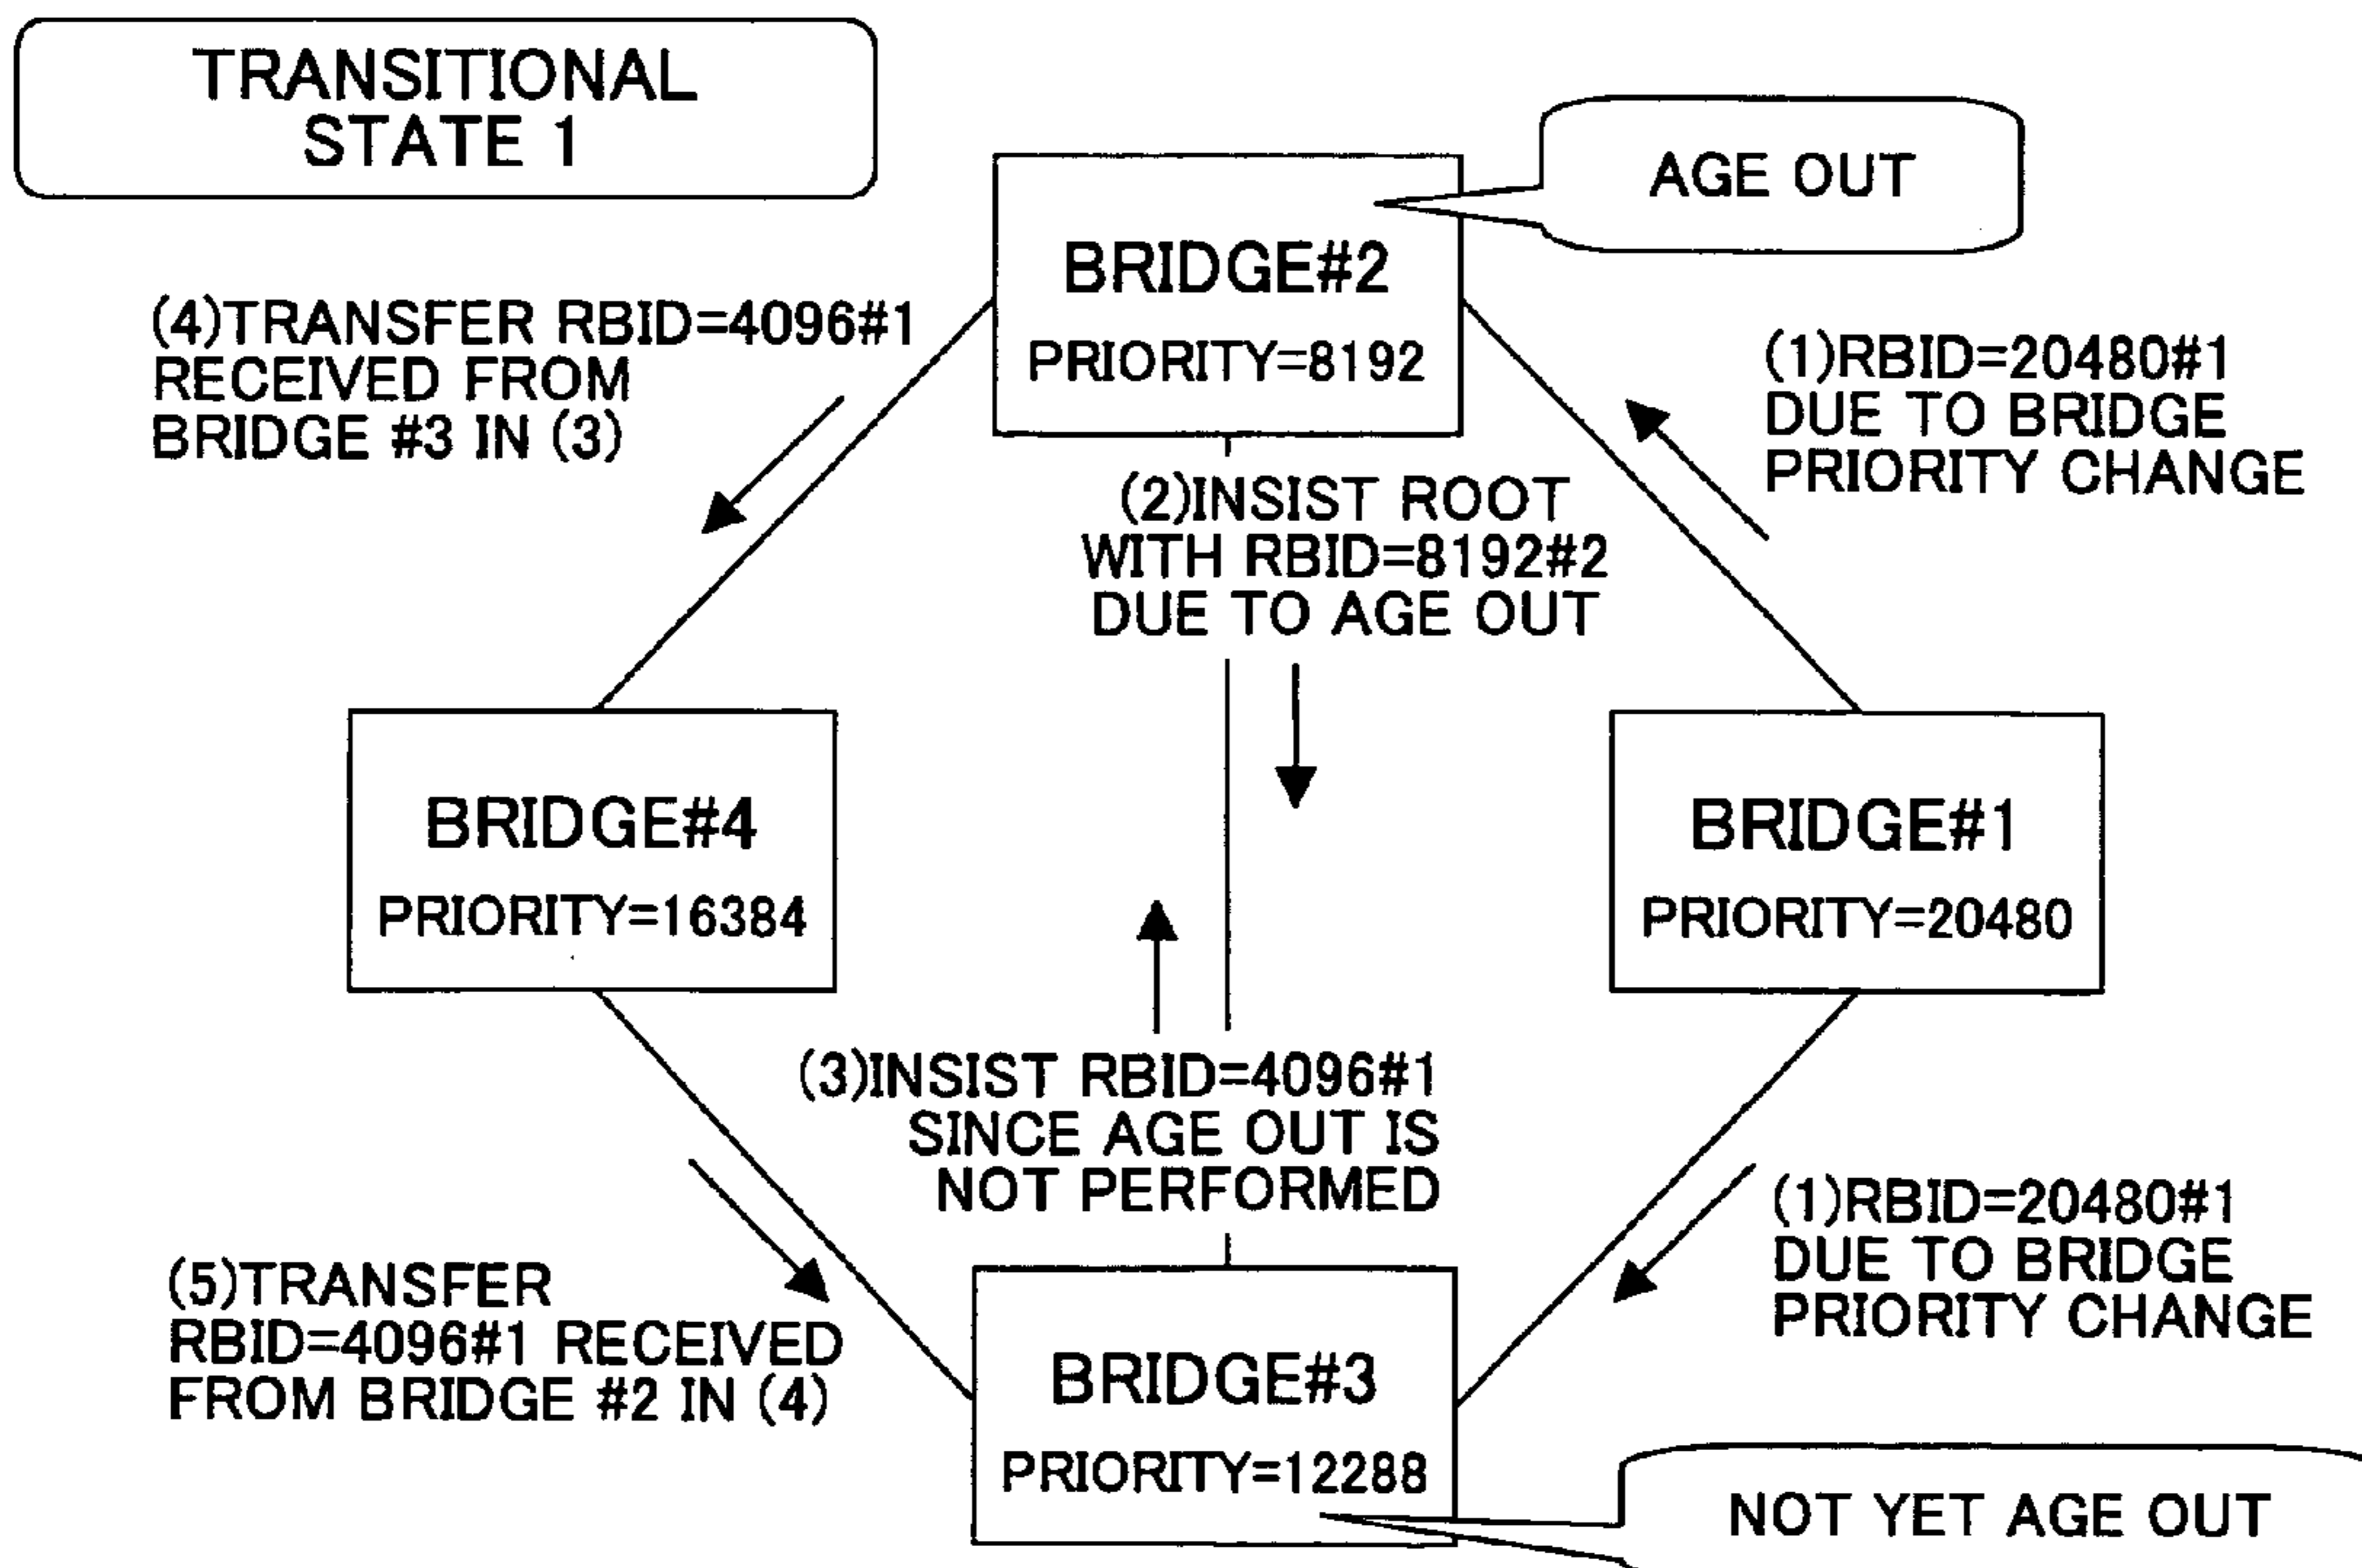 TRANSITIONAL
STATE 1
AGE OUT
BRIDGE#2
PRIORITY=8192
(4)TRANSFER RBID=4096#1
RECEIVED FROM
BRIDGE #3 IN (3)
(1)RBID=20480#1
DUE TO BRIDGE
PRIORITY CHANGE
(2)INSIST ROOT
WITH RBID=8192#2
DUE TO AGE OUT
BRIDGE#4
PRIORITY=16384
BRIDGE#1
PRIORITY=20480
(3)INSIST RBID=4096#1
SINCE AGE OUT IS
NOT PERFORMED
(5)TRANSFER
RBID=4096#1 RECEIVED
FROM BRIDGE #2 IN (4)
(1)RBID=20480#1
DUE TO BRIDGE
PRIORITY CHANGE
BRIDGE#3
PRIORITY=12288
NOT YET AGE OUT